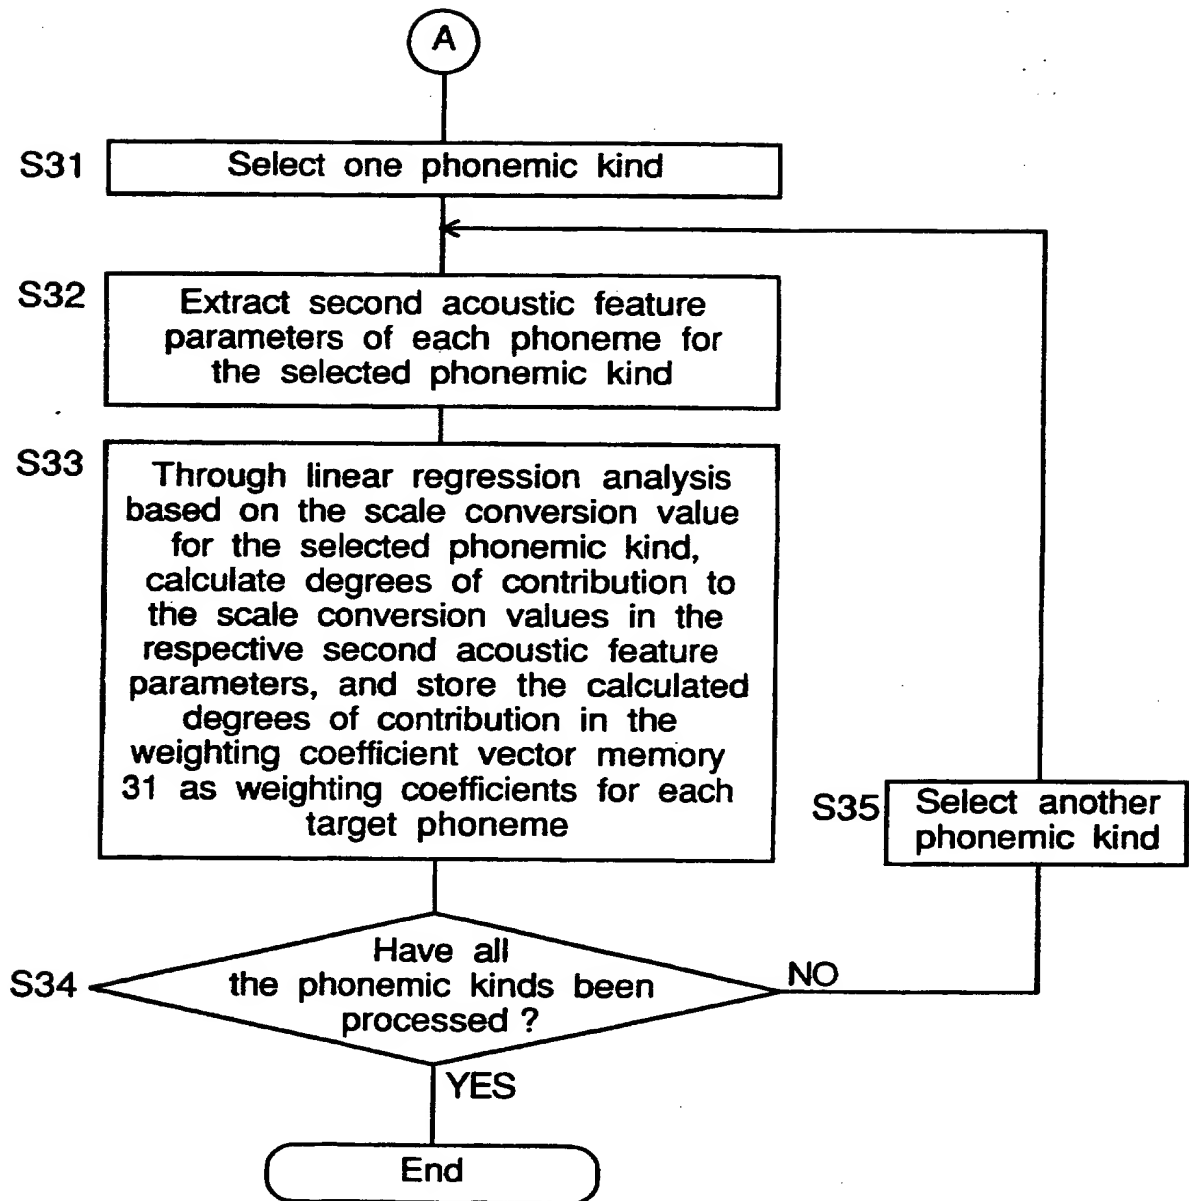 A
S31
Select one phonemic kind
S32
Extract second acoustic feature
parameters of each phoneme for
the selected phonemic kind
S33
Through linear regression analysis
based on the scale conversion value
for the selected phonemic kind,
calculate degrees of contribution to
the scale conversion values in the
respective second acoustic feature
parameters, and store the calculated
degrees of contribution in the
weighting coefficient vector memory
31 as weighting coefficients for each
target phoneme
S34
Have all
the phonemic kinds been
processed ?
NO
S35
Select another
phonemic kind
YES
End